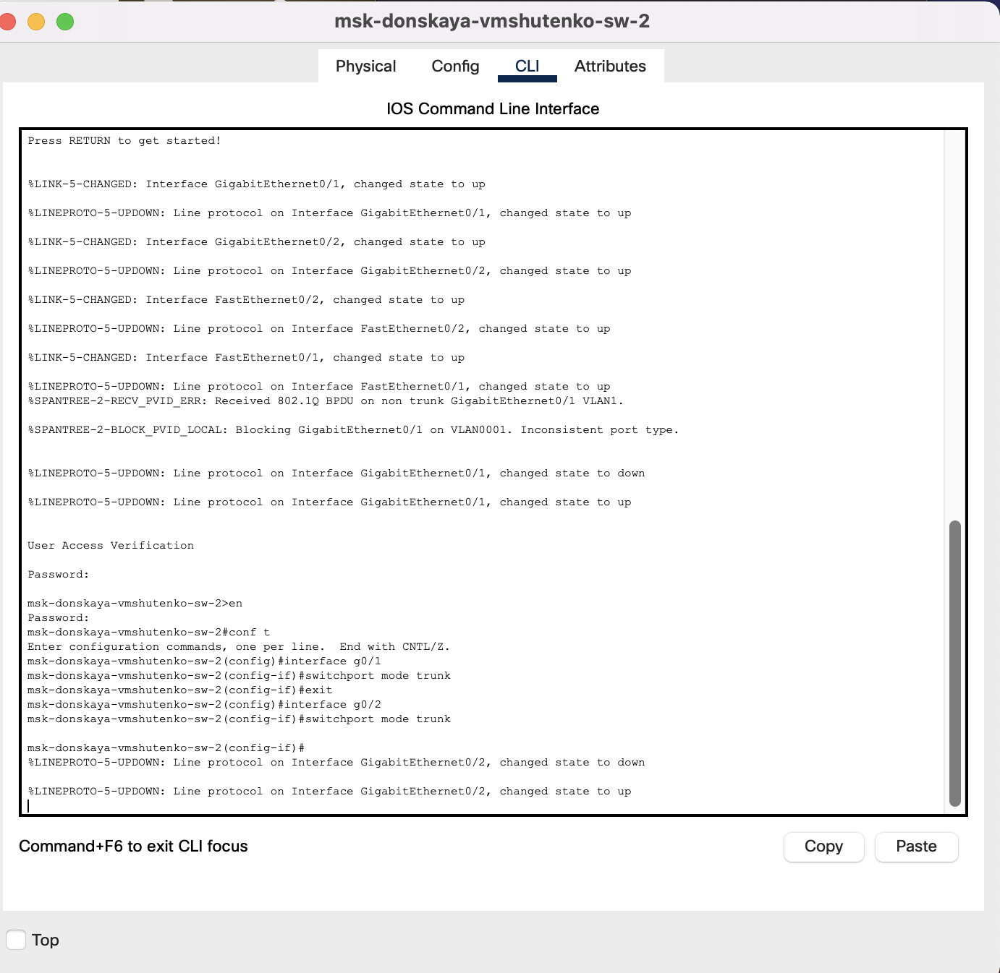 msk-donskaya-vmshutenko-sw-2
Physical Config CLI Attributes
IOS Command Line Interface
Press RETURN to get started!
%LINK-5-CHANGED: Interface GigabitEthernet0/1, changed state to up
%LINEPROTO-5-UPDOWN: Line protocol on Interface GigabitEthernet0/1, changed state to up
%LINK-5-CHANGED: Interface GigabitEthernet0/2, changed state to up
%LINEPROTO-5-UPDOWN: Line protocol on Interface GigabitEthernet0/2, changed state to up
%LINK-5-CHANGED: Interface FastEthernet0/2, changed state to up
%LINEPROTO-5-UPDOWN: Line protocol on Interface FastEthernet0/2, changed state to up
%LINK-5-CHANGED: Interface FastEthernet0/1, changed state to up
%LINEPROTO-5-UPDOWN: Line protocol on Interface FastEthernet0/1, changed state to up
%SPANTREE-2-RECV_PVID_ERR: Received 802.1Q BPDU on non trunk GigabitEthernet0/1 VLAN1.
%SPANTREE-2-BLOCK_PVID_LOCAL: Blocking GigabitEthernet0/1 on VLAN0001. Inconsistent port type.
%LINEPROTO-5-UPDOWN: Line protocol on Interface GigabitEthernet0/1, changed state to down
%LINEPROTO-5-UPDOWN: Line protocol on Interface GigabitEthernet0/1, changed state to up
User Access Verification
Password:
msk-donskaya-vmshutenko-sw-2>en
Password:
msk-donskaya-vmshutenko-sw-2#conf t
Enter configuration commands, one per line.  End with CNTL/Z.
msk-donskaya-vmshutenko-sw-2(config)#interface g0/1
msk-donskaya-vmshutenko-sw-2(config-if)#switchport mode trunk
msk-donskaya-vmshutenko-sw-2(config-if)#exit
msk-donskaya-vmshutenko-sw-2(config)#interface g0/2
msk-donskaya-vmshutenko-sw-2(config-if)#switchport mode trunk
msk-donskaya-vmshutenko-sw-2(config-if)#
%LINEPROTO-5-UPDOWN: Line protocol on Interface GigabitEthernet0/2, changed state to down
%LINEPROTO-5-UPDOWN: Line protocol on Interface GigabitEthernet0/2, changed state to up
Command+F6 to exit CLI focus
Copy Paste
Top